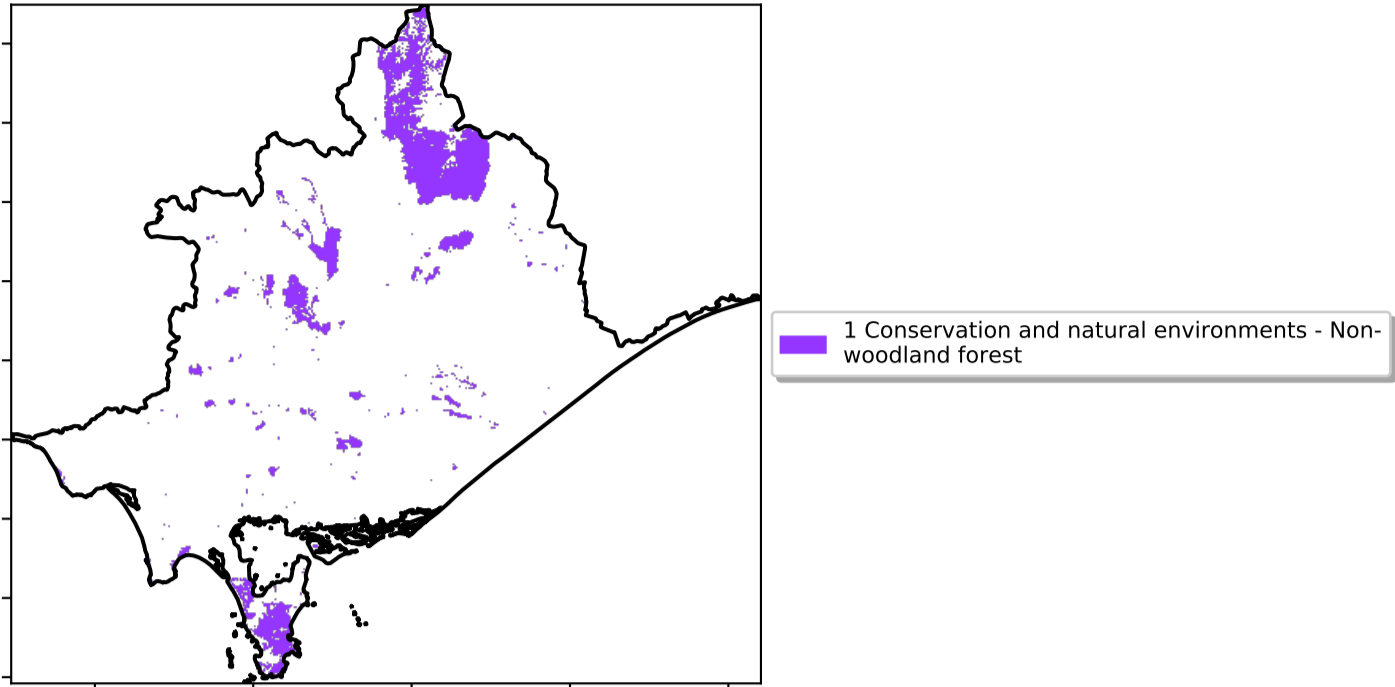 1 Conservation and natural environments - Non-
woodland forest